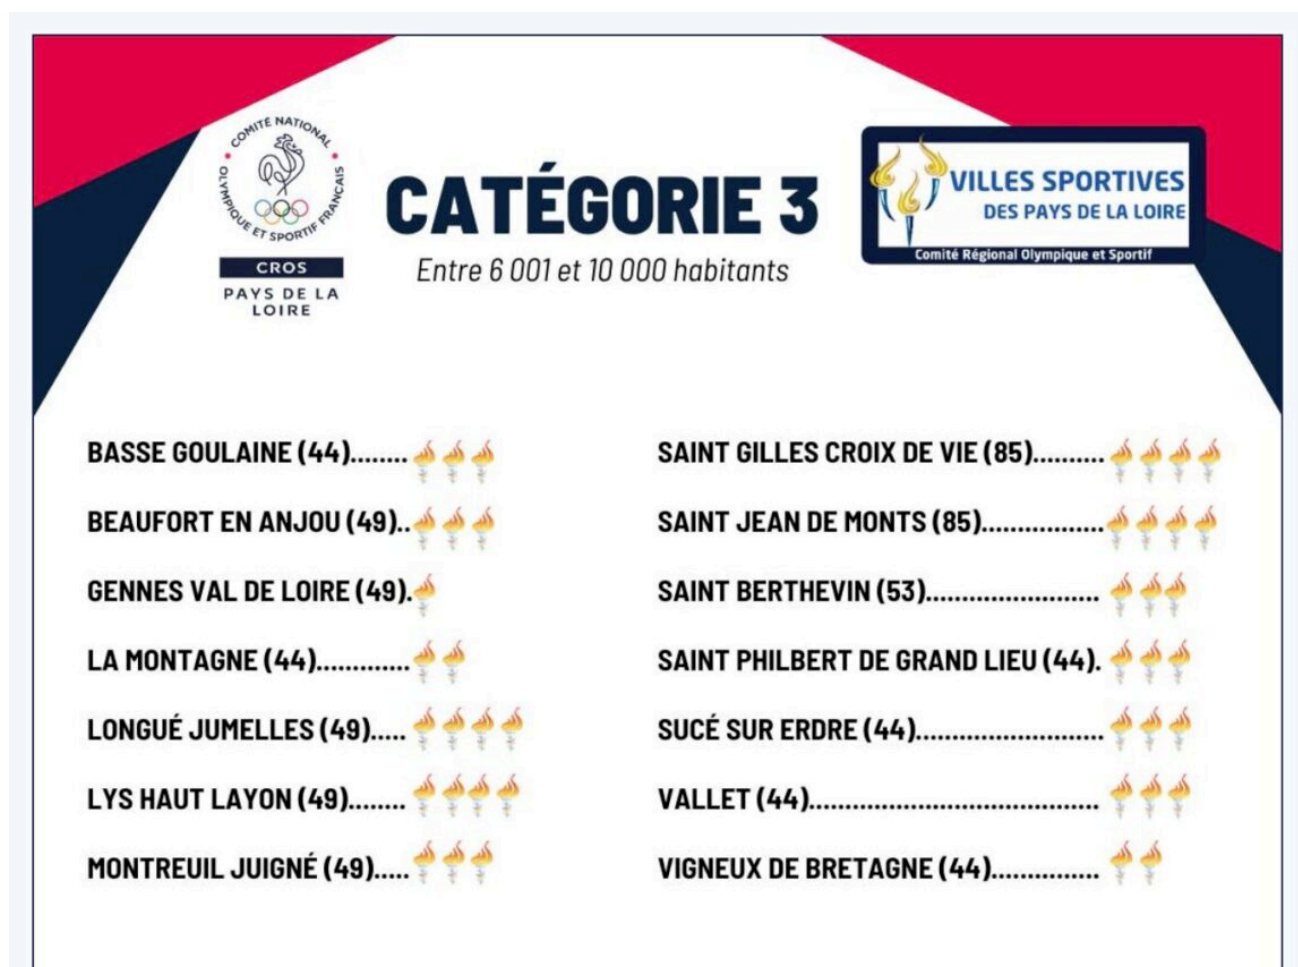 COMITÉ NATIONAL
OLYMPIQUE ET SPORTIF FRANÇAIS
CROS
PAYS DE LA
LOIRE
CATÉGORIE 3
Entre 6 001 et 10 000 habitants
VILLES SPORTIVES
DES PAYS DE LA LOIRE
Comité Régional Olympique et Sportif
BASSE GOULAINE (44)........
BEAUFORT EN ANJOU (49)..
GENNES VAL DE LOIRE (49).
LA MONTAGNE (44).............
LONGUÉ JUMELLES (49).....
LYS HAUT LAYON (49)........
MONTREUIL JUIGNÉ (49).....
SAINT GILLES CROIX DE VIE (85)..........
SAINT JEAN DE MONTS (85).................
SAINT BERTHEVIN (53)........................
SAINT PHILBERT DE GRAND LIEU (44).
SUCÉ SUR ERDRE (44)..........................
VALLET (44)........................................
VIGNEUX DE BRETAGNE (44)...............